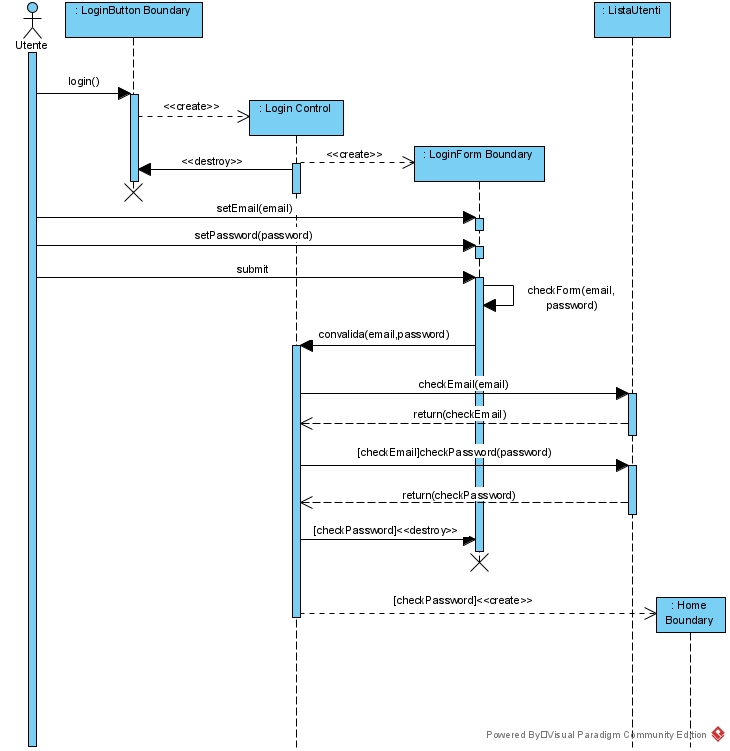 : LoginButton Boundary
: ListaUtenti
Utente
login()
<<create>>
: Login Control
<<destroy>>
<<create>>
: LoginForm Boundary
setEmail(email)
setPassword(password)
submit
checkForm(email,
password)
convalida(email,password)
checkEmail(email)
return(checkEmail)
[checkEmail]checkPassword(password)
return(checkPassword)
[checkPassword]<<destroy>>
[checkPassword]<<create>>
: Home
Boundary
Powered By Visual Paradigm Community Edition